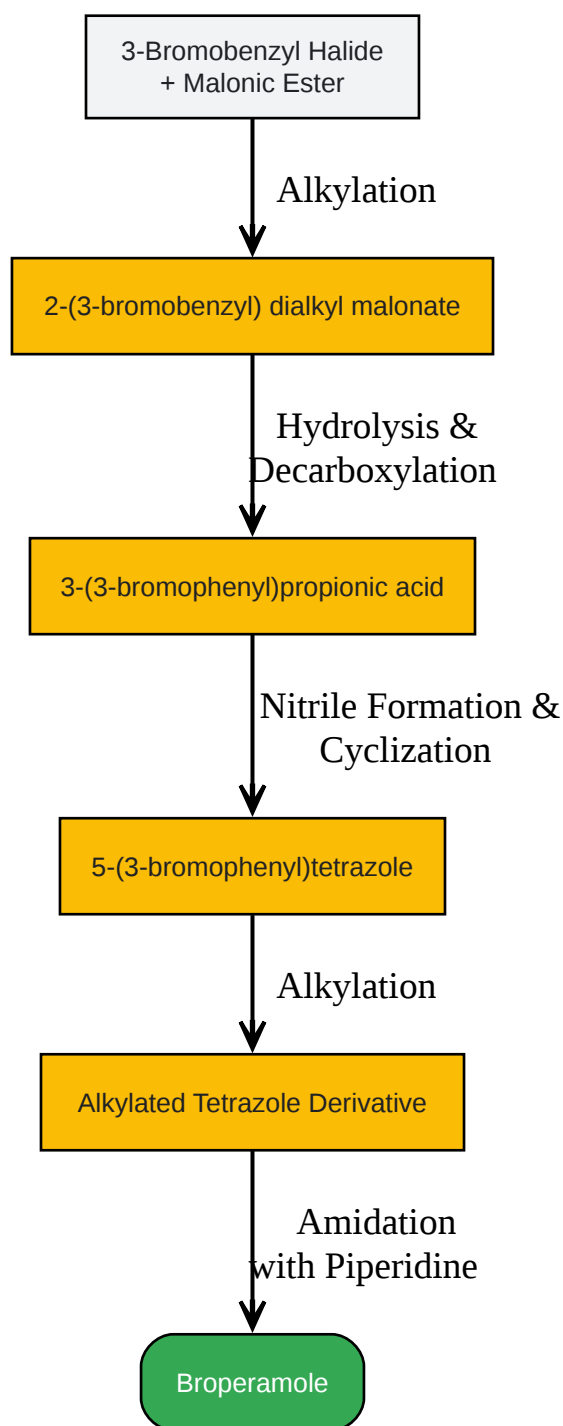 3-Bromobenzyl Halide
+ Malonic Ester
Alkylation
2-(3-bromobenzyl) dialkyl malonate
Hydrolysis &
Decarboxylation
3-(3-bromophenyl)propionic acid
Nitrile Formation &
Cyclization
5-(3-bromophenyl)tetrazole
Alkylation
Alkylated Tetrazole Derivative
Amidation
with Piperidine
Broperamole